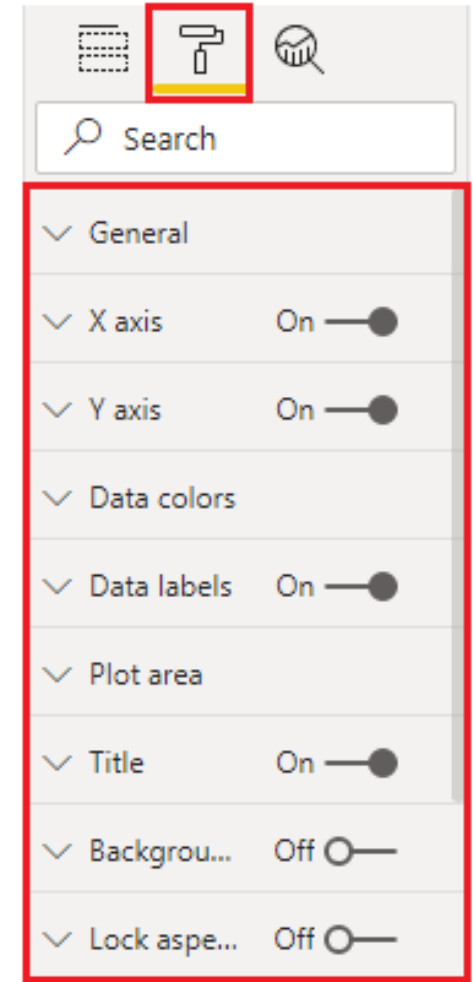 Search
General
X axis On
Y axis On
Data colors
Data labels On
Plot area
Title On
Backgrou... Off
Lock aspe... Off